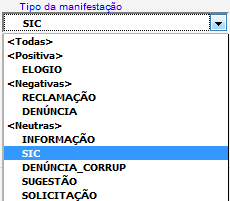 Tipo da manifestação
SIC
<Todas>
<Positiva>
ELOGIO
<Negativas>
RECLAMAÇÃO
DENÚNCIA
<Neutras>
INFORMAÇÃO
SIC
DENÚNCIA_CORRUP
SUGESTÃO
SOLICITAÇÃO